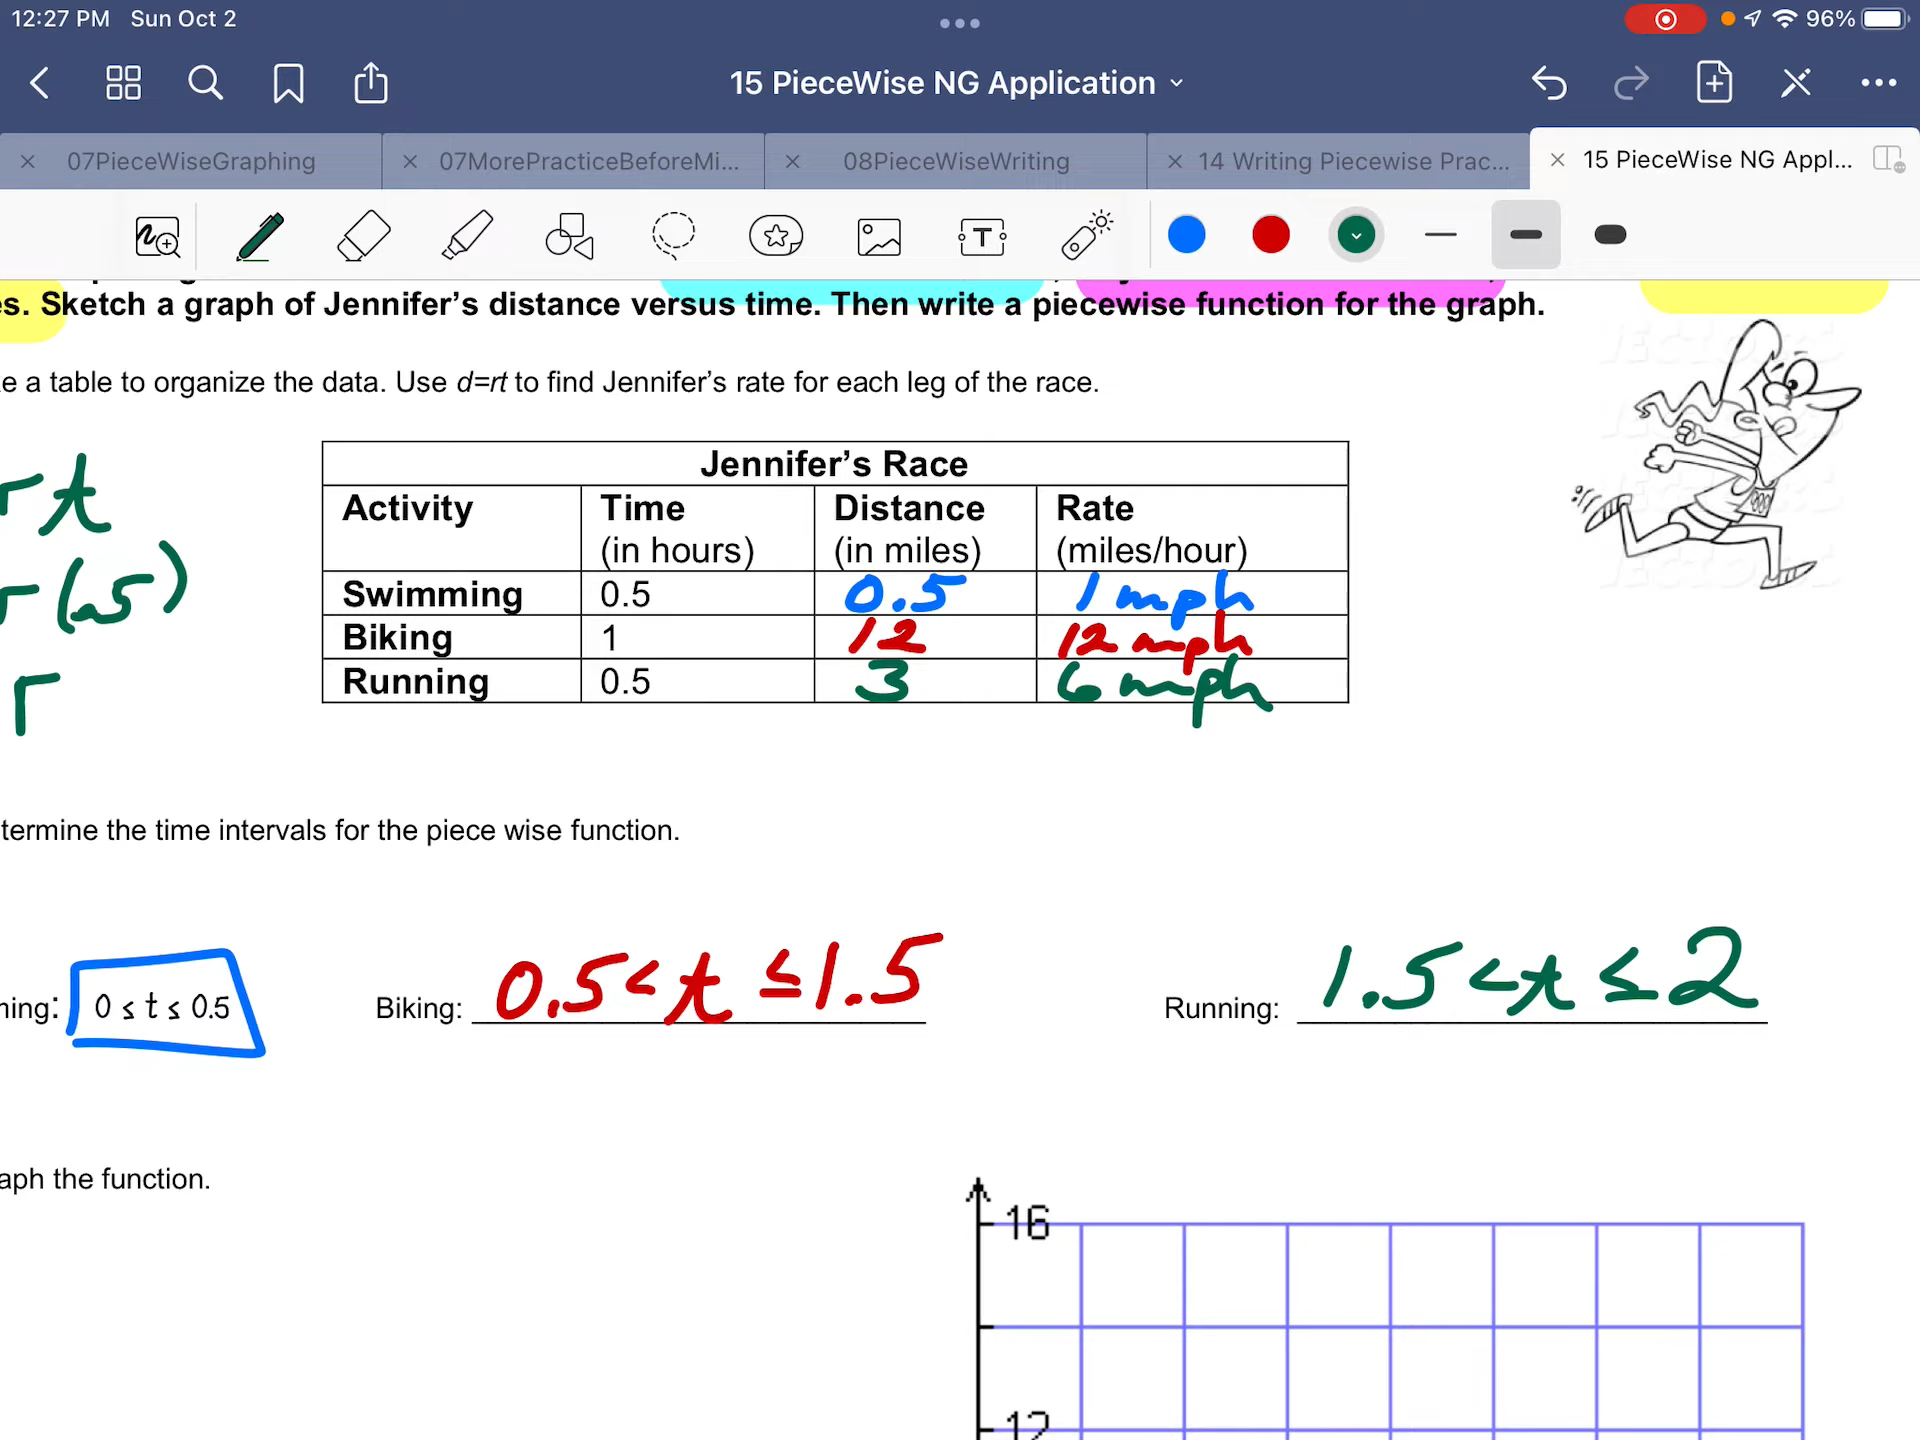 12:27 PM Sun Oct 2
96%
15 PieceWise NG Application
07PieceWiseGraphing
07MorePracticeBeforeMi...
08PieceWiseWriting
14 Writing Piecewise Prac...
15 PieceWise NG Appl...
es. Sketch a graph of Jennifer's distance versus time. Then write a piecewise function for the graph.
e a table to organize the data. Use d=rt to find Jennifer's rate for each leg of the race.
rt
r(.5)
r
Jennifer's Race
Activity Time (in hours) Distance (in miles) Rate (miles/hour)
Swimming 0.5 0.5 1 mph
Biking 1 12 12 mph
Running 0.5 3 6 mph
termine the time intervals for the piece wise function.
ning: 0 ≤ t ≤ 0.5 Biking: 0.5 < t ≤ 1.5 Running: 1.5 < t ≤ 2
aph the function.
16
12